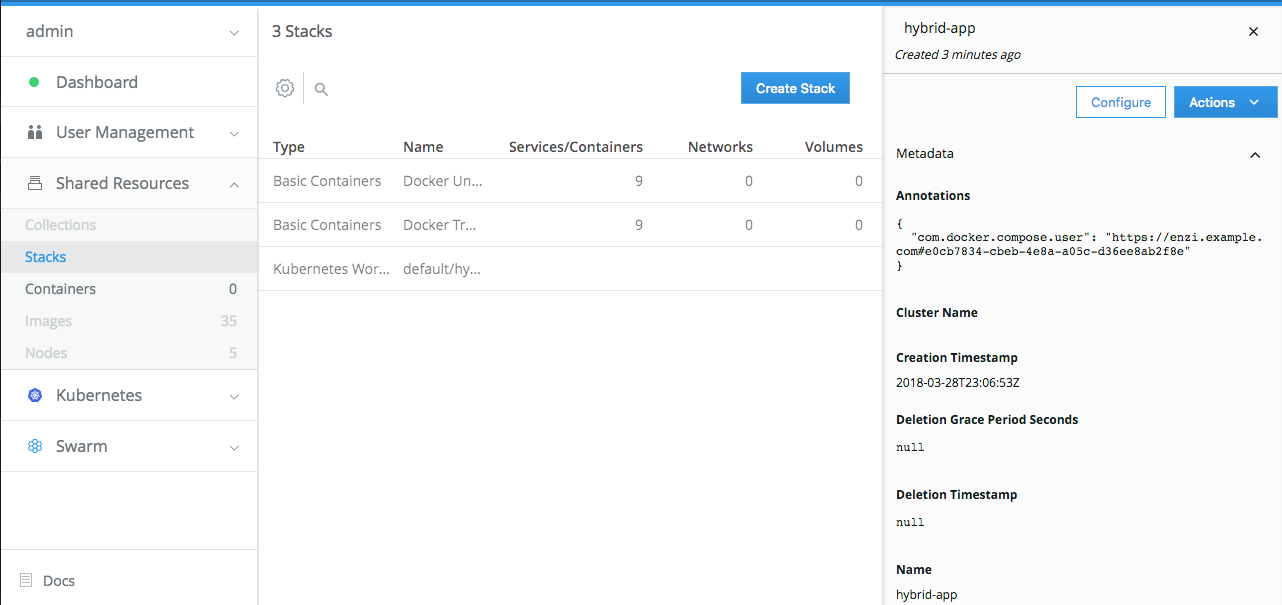 admin
Dashboard
User Management
Shared Resources
Collections
Stacks
Containers 0
Images 35
Nodes 5
Kubernetes
Swarm
Docs
3 Stacks
Create Stack
Type Name Services/Containers Networks Volumes
Basic Containers Docker Un... 9 0 0
Basic Containers Docker Tr... 9 0 0
Kubernetes Wor... default/hy...
hybrid-app
Created 3 minutes ago
Configure Actions
Metadata
Annotations
{
"com.docker.compose.user": "https://enzi.example.
com#e0cb7834-cbeb-4e8a-a05c-d36ee8ab2f8e"
}
Cluster Name
Creation Timestamp
2018-03-28T23:06:53Z
Deletion Grace Period Seconds
null
Deletion Timestamp
null
Name
hybrid-app